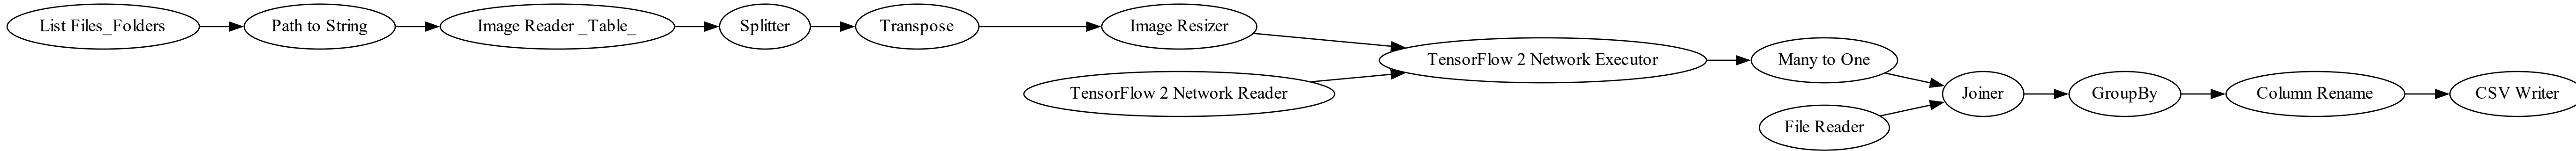 List Files_Folders
Path to String
Image Reader _Table_
Splitter
Transpose
Image Resizer
TensorFlow 2 Network Reader
TensorFlow 2 Network Executor
Many to One
File Reader
Joiner
GroupBy
Column Rename
CSV Writer